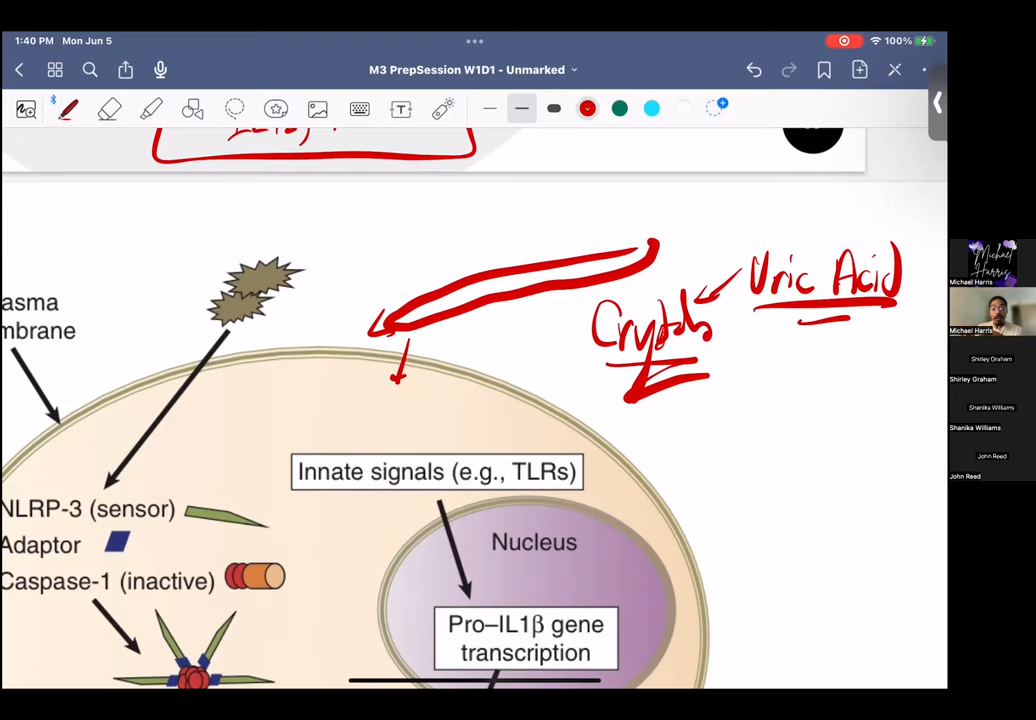 1:40 PM Mon Jun 5
100%
M3 PrepSession W1D1 - Unmarked
T
Uric Acid
Crystals
asma
mbrane
Innate signals (e.g., TLRs)
NLRP-3 (sensor)
Adaptor
Caspase-1 (inactive)
Nucleus
Pro–IL1β gene
transcription
Michael
Harris
Michael Harris
Michael Harris
Shirley Graham
Shirley Graham
Shanika Williams
Shanika Williams
John Reed
John Reed